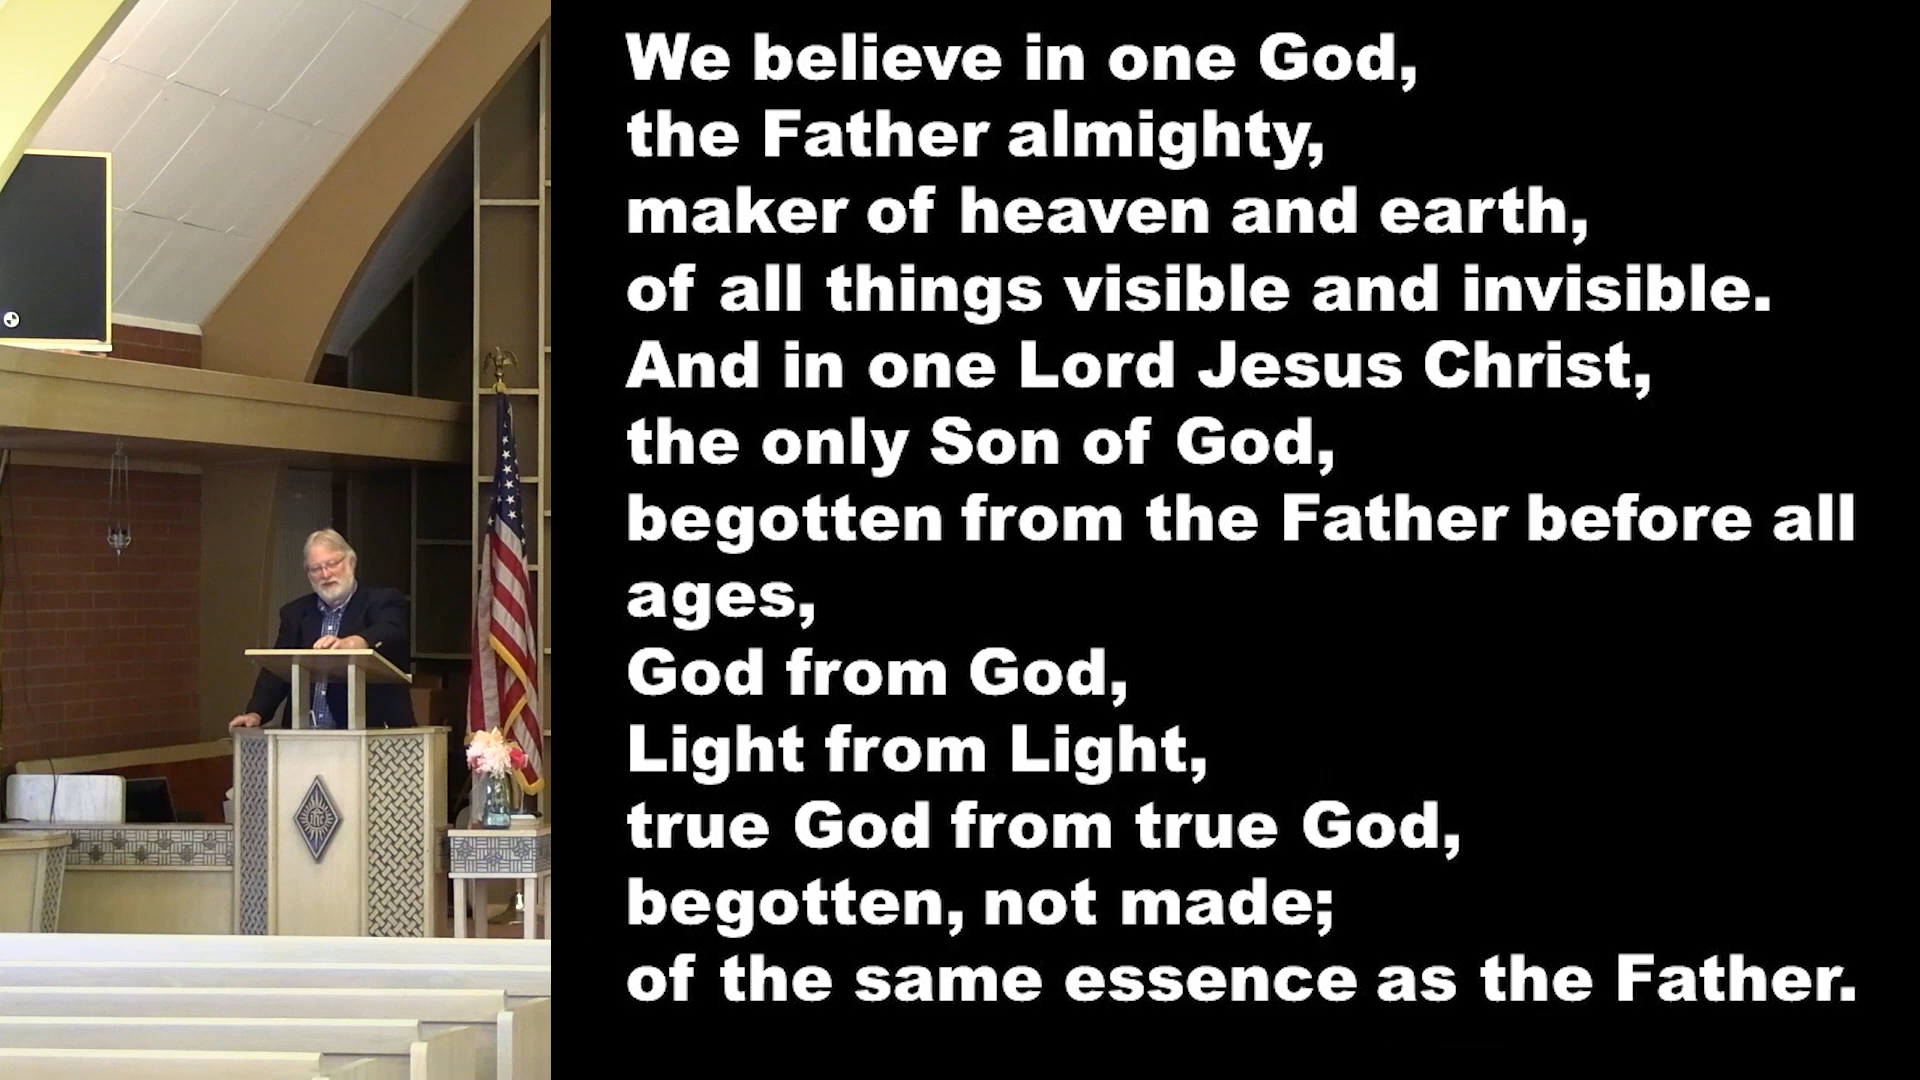 We believe in one God,
the Father almighty,
maker of heaven and earth,
of all things visible and invisible.
And in one Lord Jesus Christ,
the only Son of God,
begotten from the Father before all
ages,
God from God,
Light from Light,
true God from true God,
begotten, not made;
of the same essence as the Father.